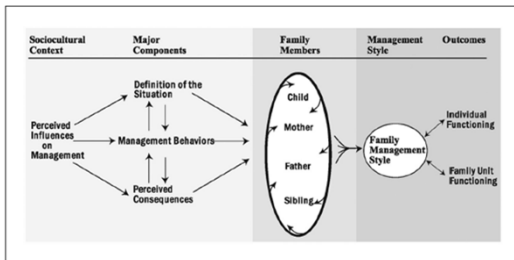 Sociocultural Context
Major Components
Family Members
Management Style
Outcomes
Definition of the
Situation
Perceived
Influences
on
Management
Management Behaviors
Perceived
Consequences
Child
Mother
Father
Sibling
Family
Management
Style
Individual
Functioning
Family Unit
Functioning